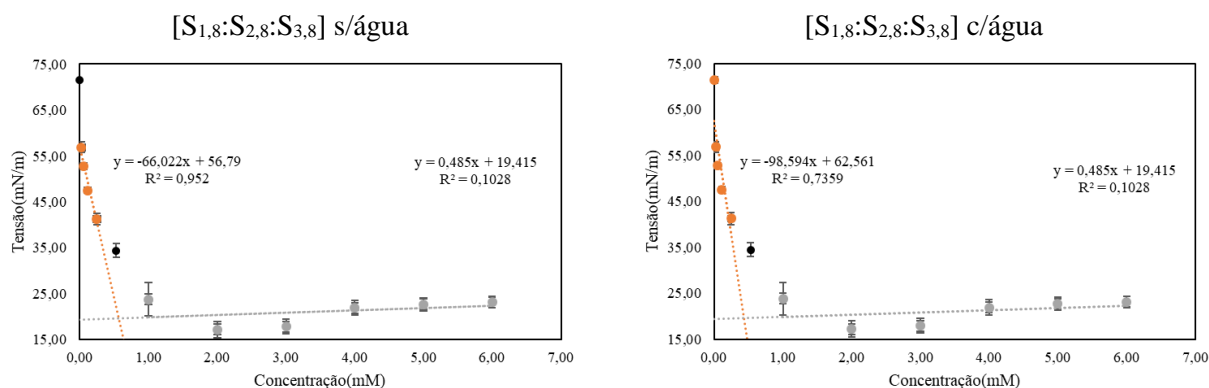 [S₁,₈:S₂,₈:S₃,₈] s/água
75,00
65,00
55,00
45,00
35,00
25,00
15,00
Tensão(mN/m)
y = -66,022x + 56,79
R² = 0,952
y = 0,485x + 19,415
R² = 0,1028
0,00 1,00 2,00 3,00 4,00 5,00 6,00 7,00
Concentração(mM)
[S₁,₈:S₂,₈:S₃,₈] c/água
75,00
65,00
55,00
45,00
35,00
25,00
15,00
Tensão(mN/m)
y = -98,594x + 62,561
R² = 0,7359
y = 0,485x + 19,415
R² = 0,1028
0,00 1,00 2,00 3,00 4,00 5,00 6,00 7,00
Concentração(mM)